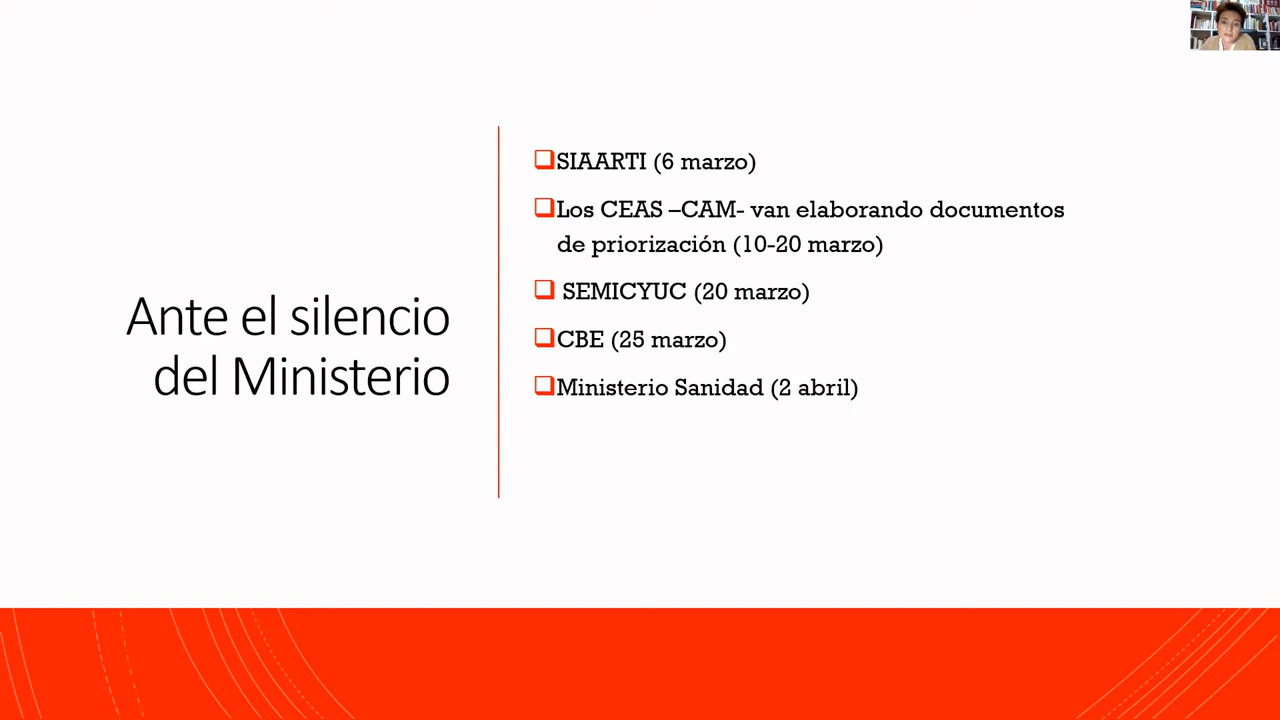 Ante el silencio
del Ministerio
SIAARTI (6 marzo)
Los CEAS –CAM- van elaborando documentos
de priorización (10-20 marzo)
SEMICYUC (20 marzo)
CBE (25 marzo)
Ministerio Sanidad (2 abril)